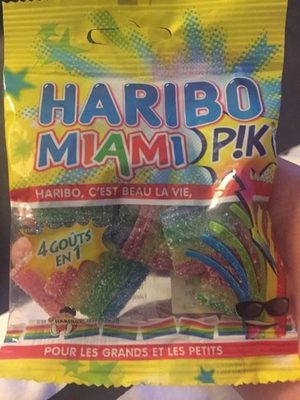 HARIBO
MIAMI P!K
HARIBO, C'EST BEAU LA VIE,
4 GOÛTS
EN 1
POUR LES GRANDS ET LES PETITS